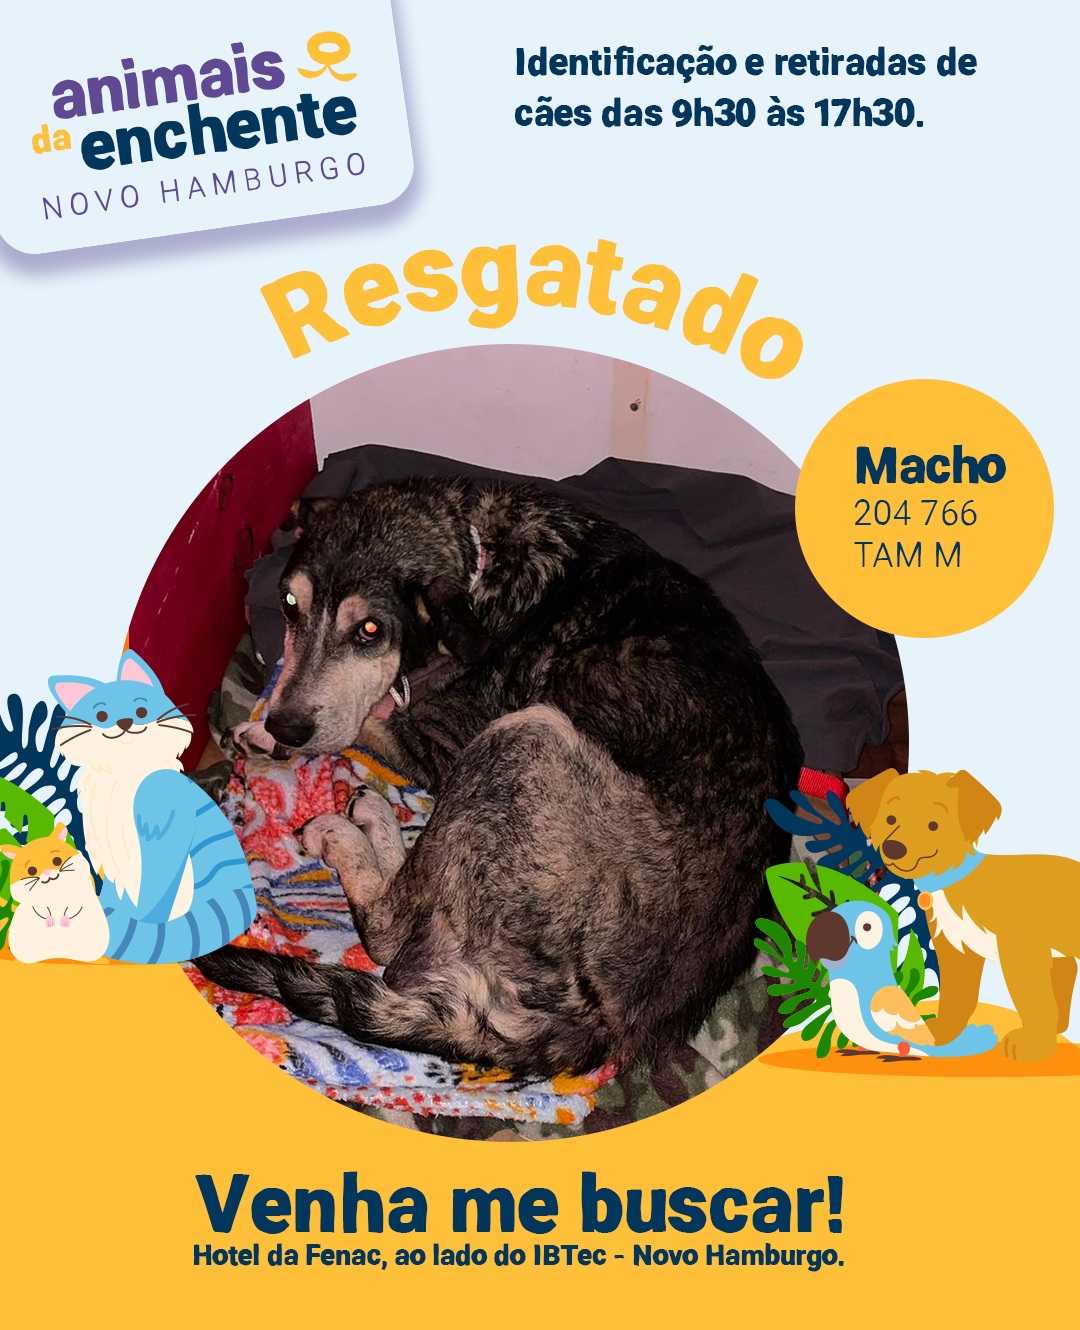 animais
da enchente
NOVO HAMBURGO
Identificação e retiradas de
cães das 9h30 às 17h30.
Resgatado
Macho
204 766
TAM M
Venha me buscar!
Hotel da Fenac, ao lado do IBTec - Novo Hamburgo.